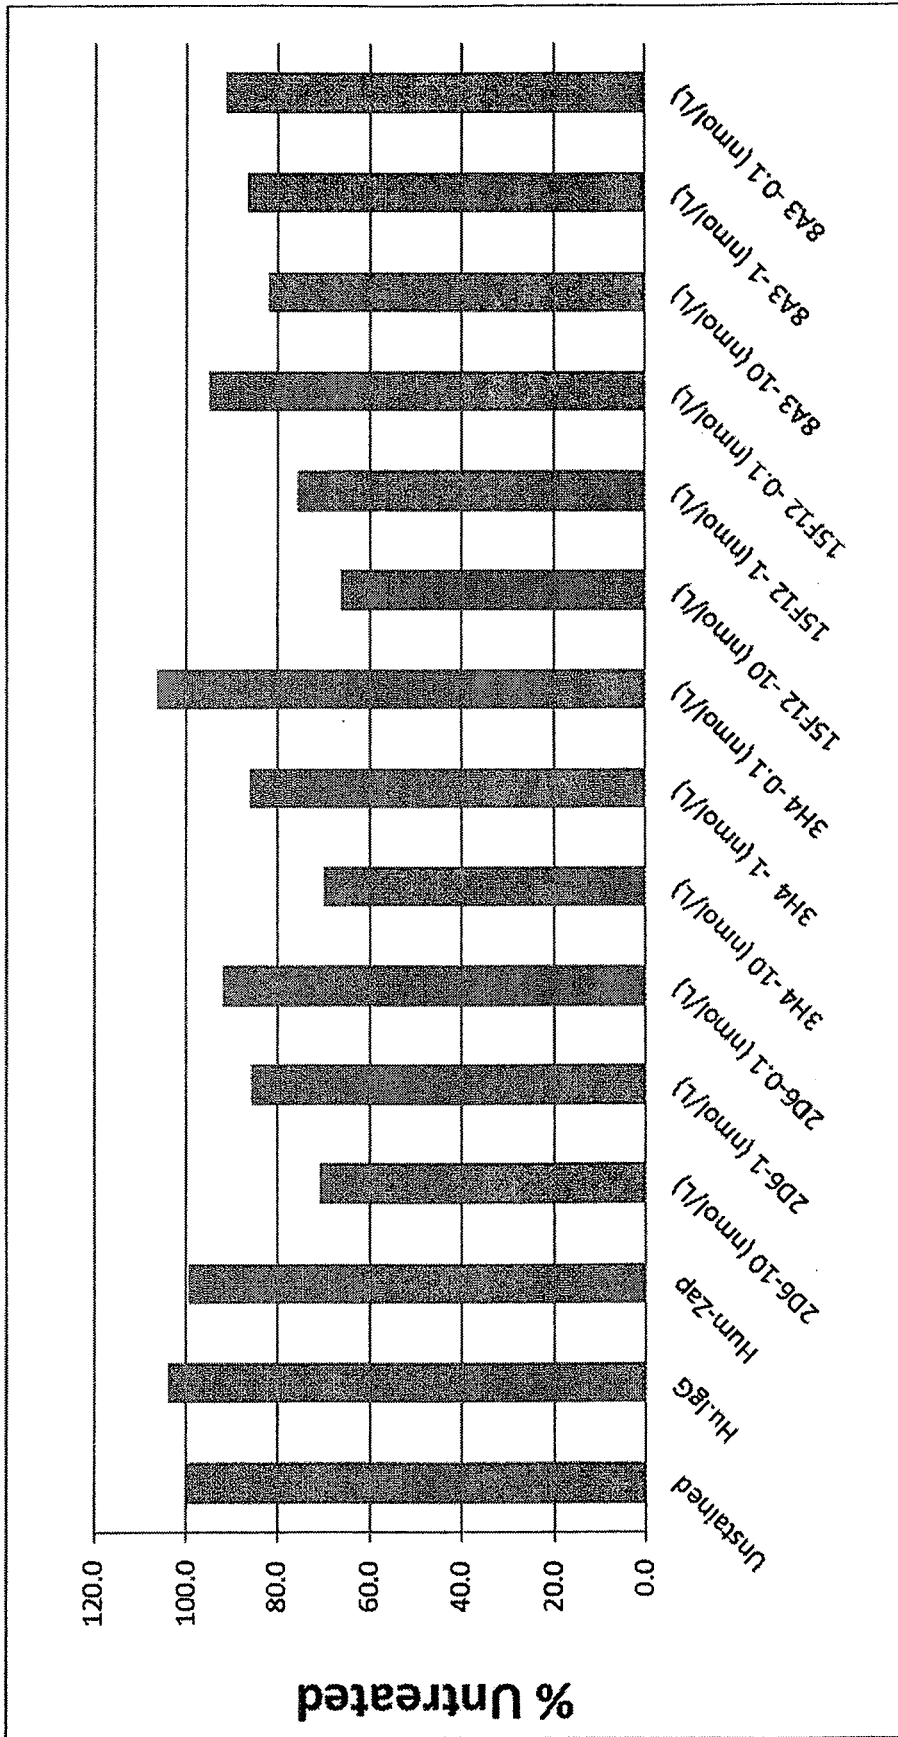 % Untreated
120.0
100.0
80.0
60.0
40.0
20.0
0.0
Unstained
Hu.IgG
Hum-Zap
2D6-10 (nmol/L)
2D6-1 (nmol/L)
2D6-0.1 (nmol/L)
3H4 -10 (nmol/L)
3H4 -1 (nmol/L)
3H4 -0.1 (nmol/L)
15F12 -10 (nmol/L)
15F12 -1 (nmol/L)
15F12 -0.1 (nmol/L)
8A3 -10 (nmol/L)
8A3 -1 (nmol/L)
8A3 -0.1 (nmol/L)